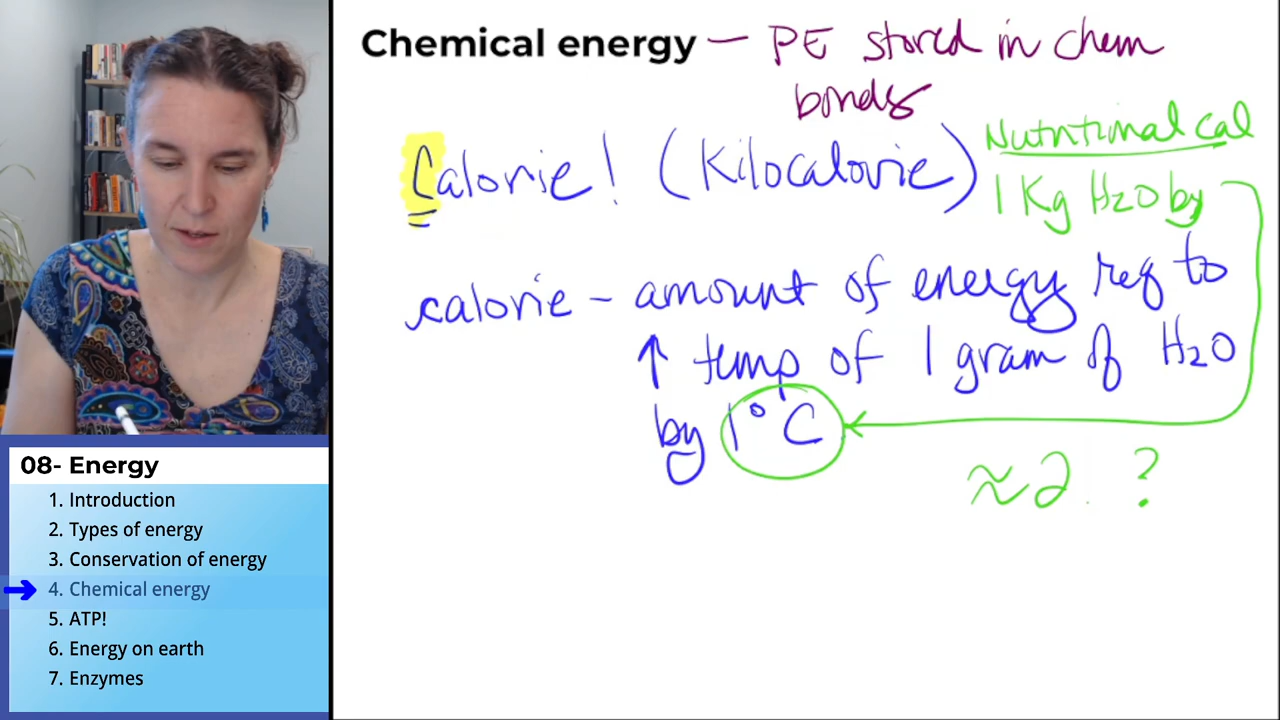 Chemical energy — PE stored in chem
bonds
Calorie! (Kilocalorie)
Nutritional cal
1 Kg H₂O by
calorie – amount of energy req to
↑ temp of 1 gram of H₂O
by 1° C
≈2. ?
08- Energy
1. Introduction
2. Types of energy
3. Conservation of energy
4. Chemical energy
5. ATP!
6. Energy on earth
7. Enzymes